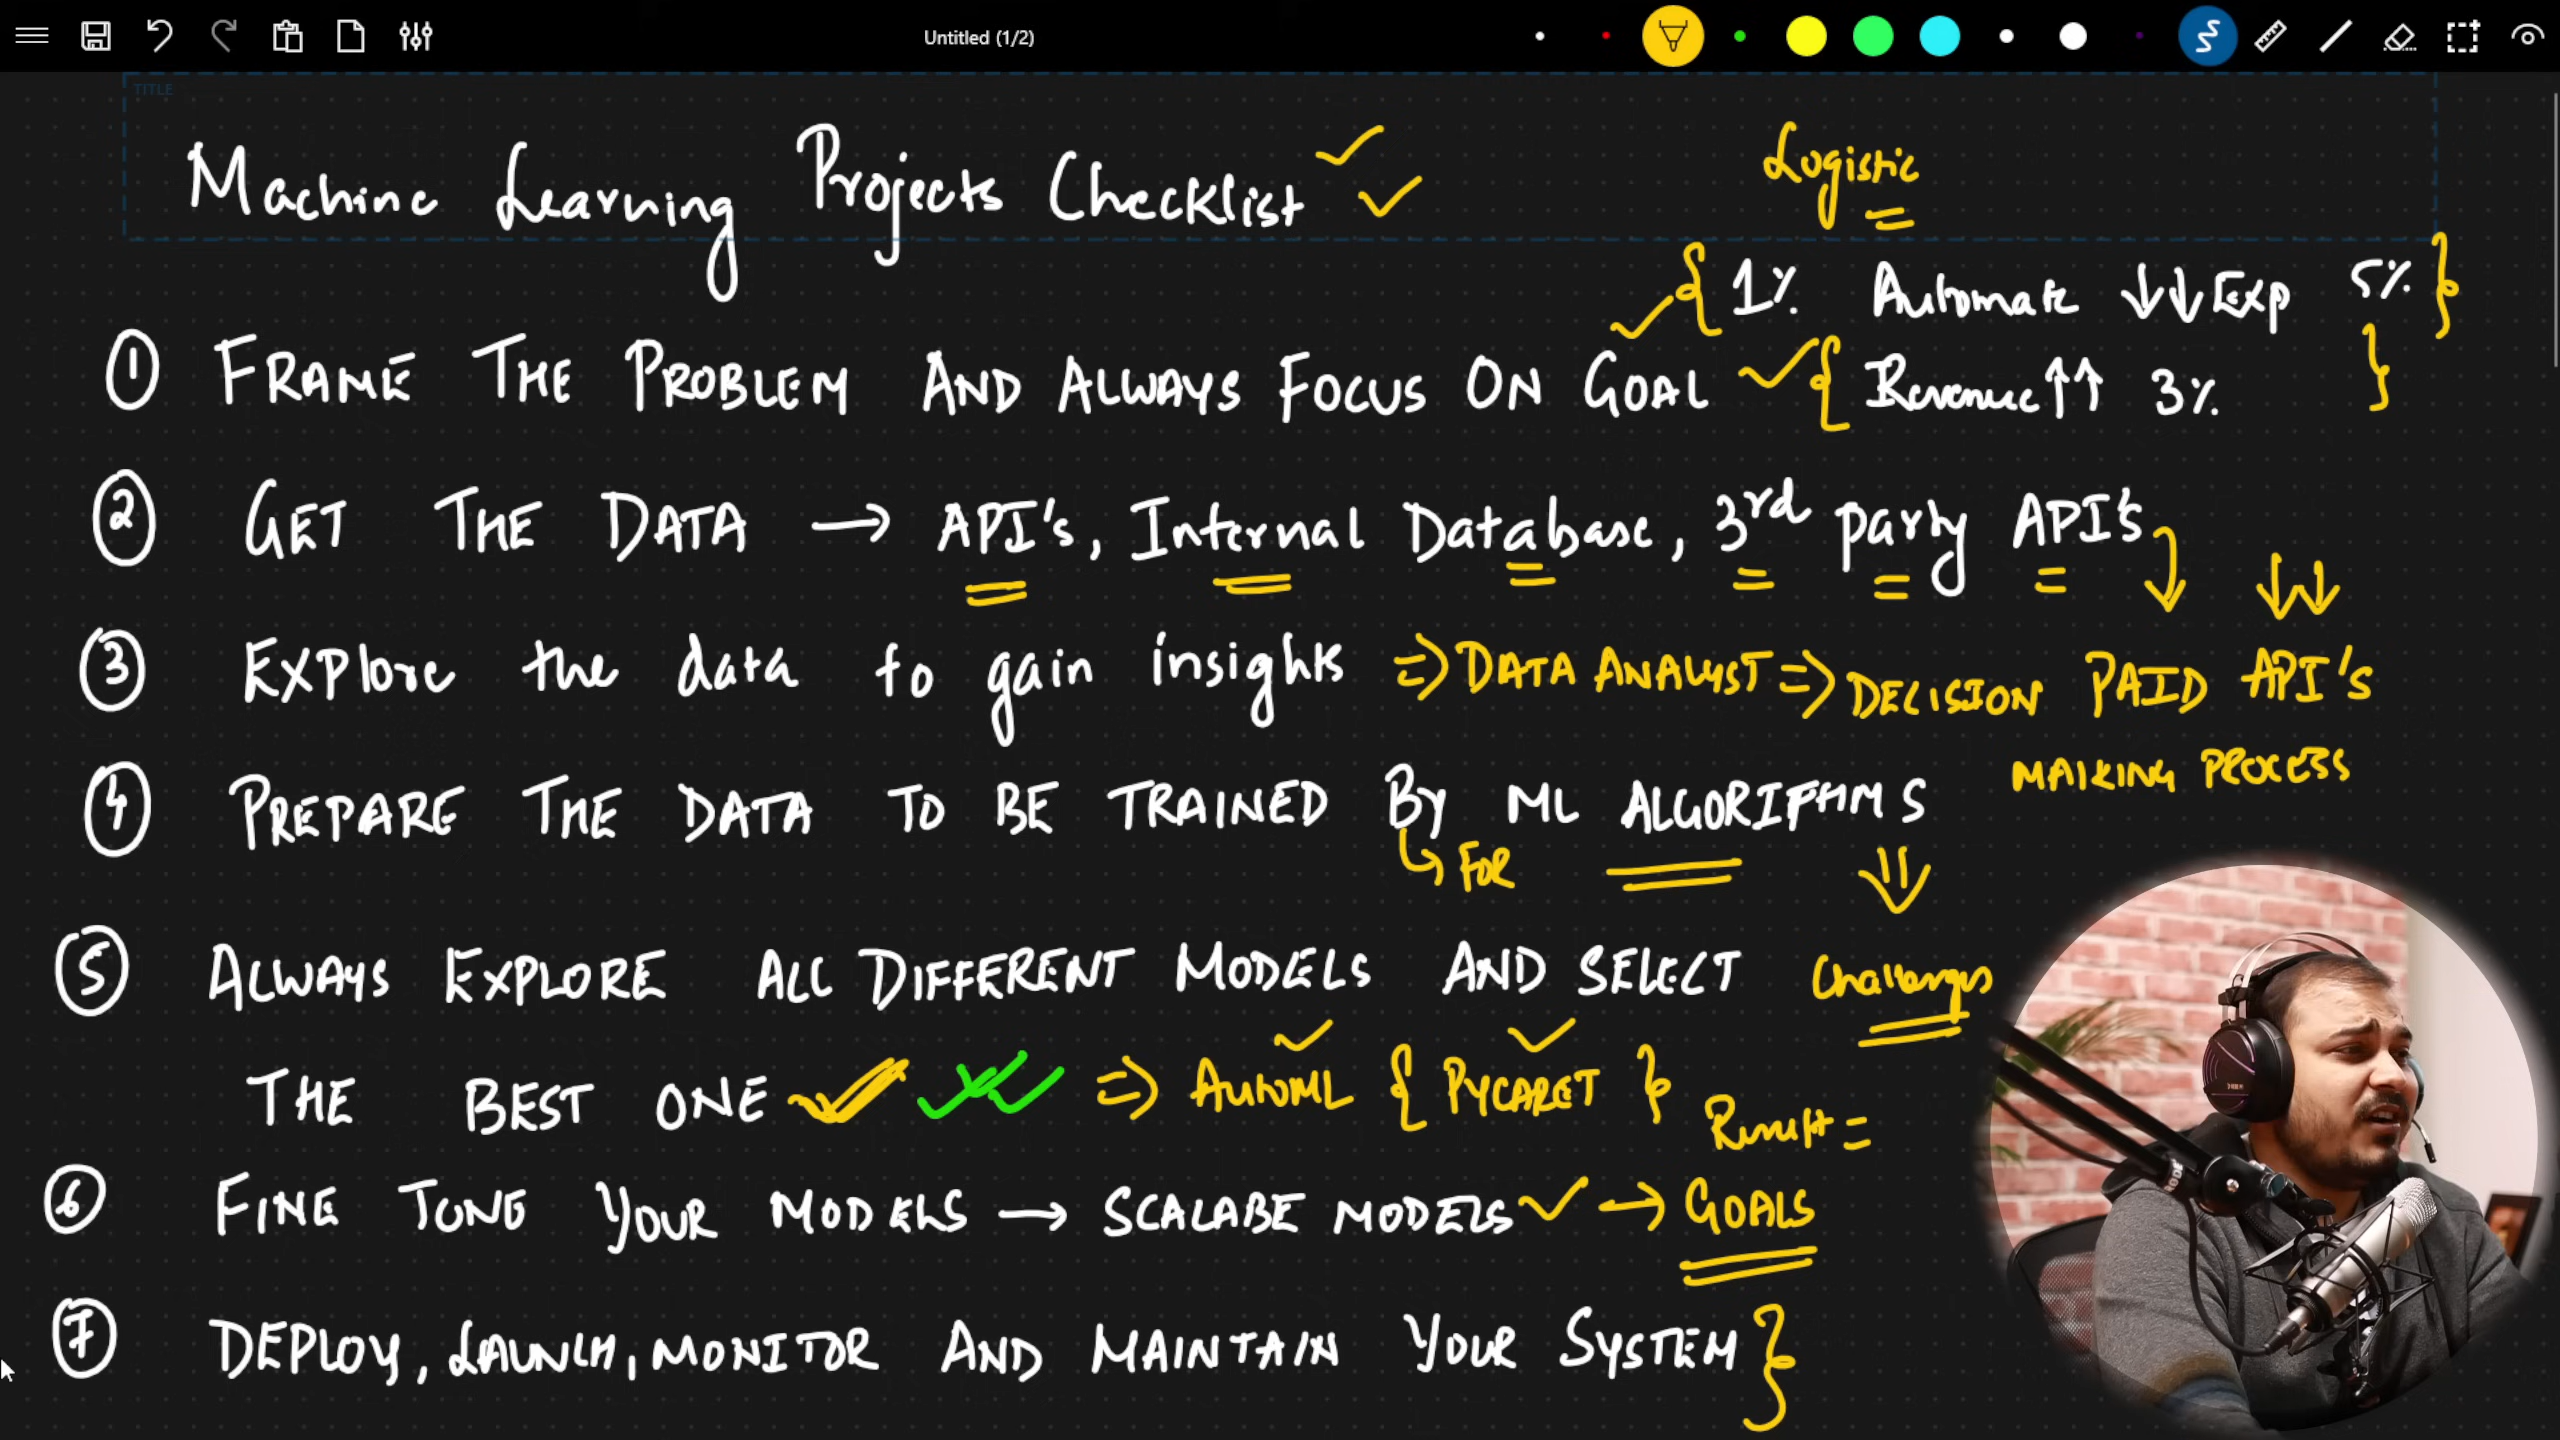 Untitled (1/2)
TITLE
Machine Learning Projects Checklist ✓ ✓
Logistic
{ 1% Automate ↓↓ Exp 5% }
① FRAME THE PROBLEM AND ALWAYS FOCUS ON GOAL ✓ { Revenue ↑↑ 3% }
② GET THE DATA → API's, Internal Database, 3rd party API's
③ EXPlore the data to gain insights ⇒ DATA ANALYST ⇒ DECISION PAID API's
MAIKING PROCESS
④ PREPARE THE DATA TO BE TRAINED By ML ALGORIFHMS
↳ FOR
⑤ ALWAYS EXPLORE ALL DIFFERENT MODELS AND SELECT Challenges
THE BEST ONE ✓ ⇒ AUTOML { PYCARET }
⑥ FINE TUNG YOUR MODELS → SCALABE MODELS ✓ → GOALS
⑦ DEPLOY, LAUNCH, MONITOR AND MAINTAIN YOUR SYSTEM }